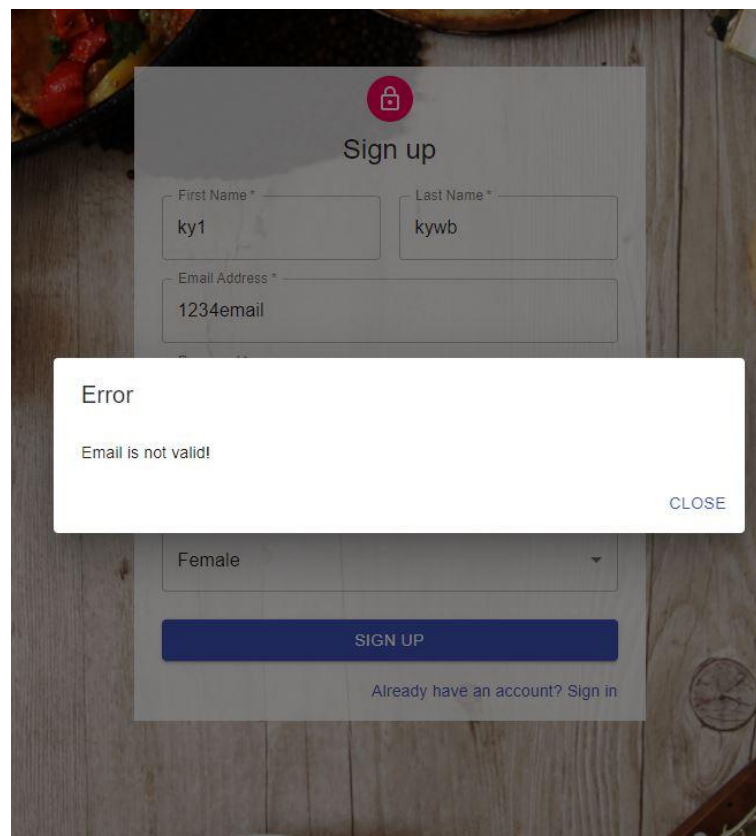 Sign up
First Name *
Last Name *
ky1
kywb
Email Address *
1234email
Error
Email is not valid!
CLOSE
Female
SIGN UP
Already have an account? Sign in